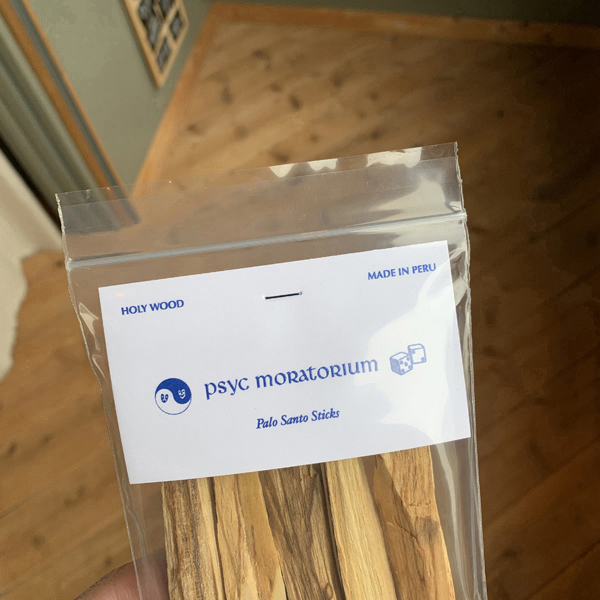 HOLY WOOD
MADE IN PERU
PSYC MORATORIUM
Palo Santo Sticks